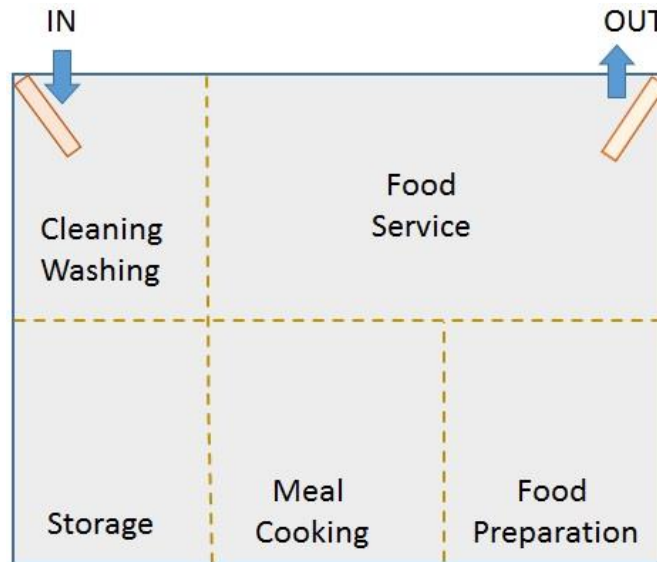 IN
OUT
Food
Service
Cleaning
Washing
Storage
Meal
Cooking
Food
Preparation